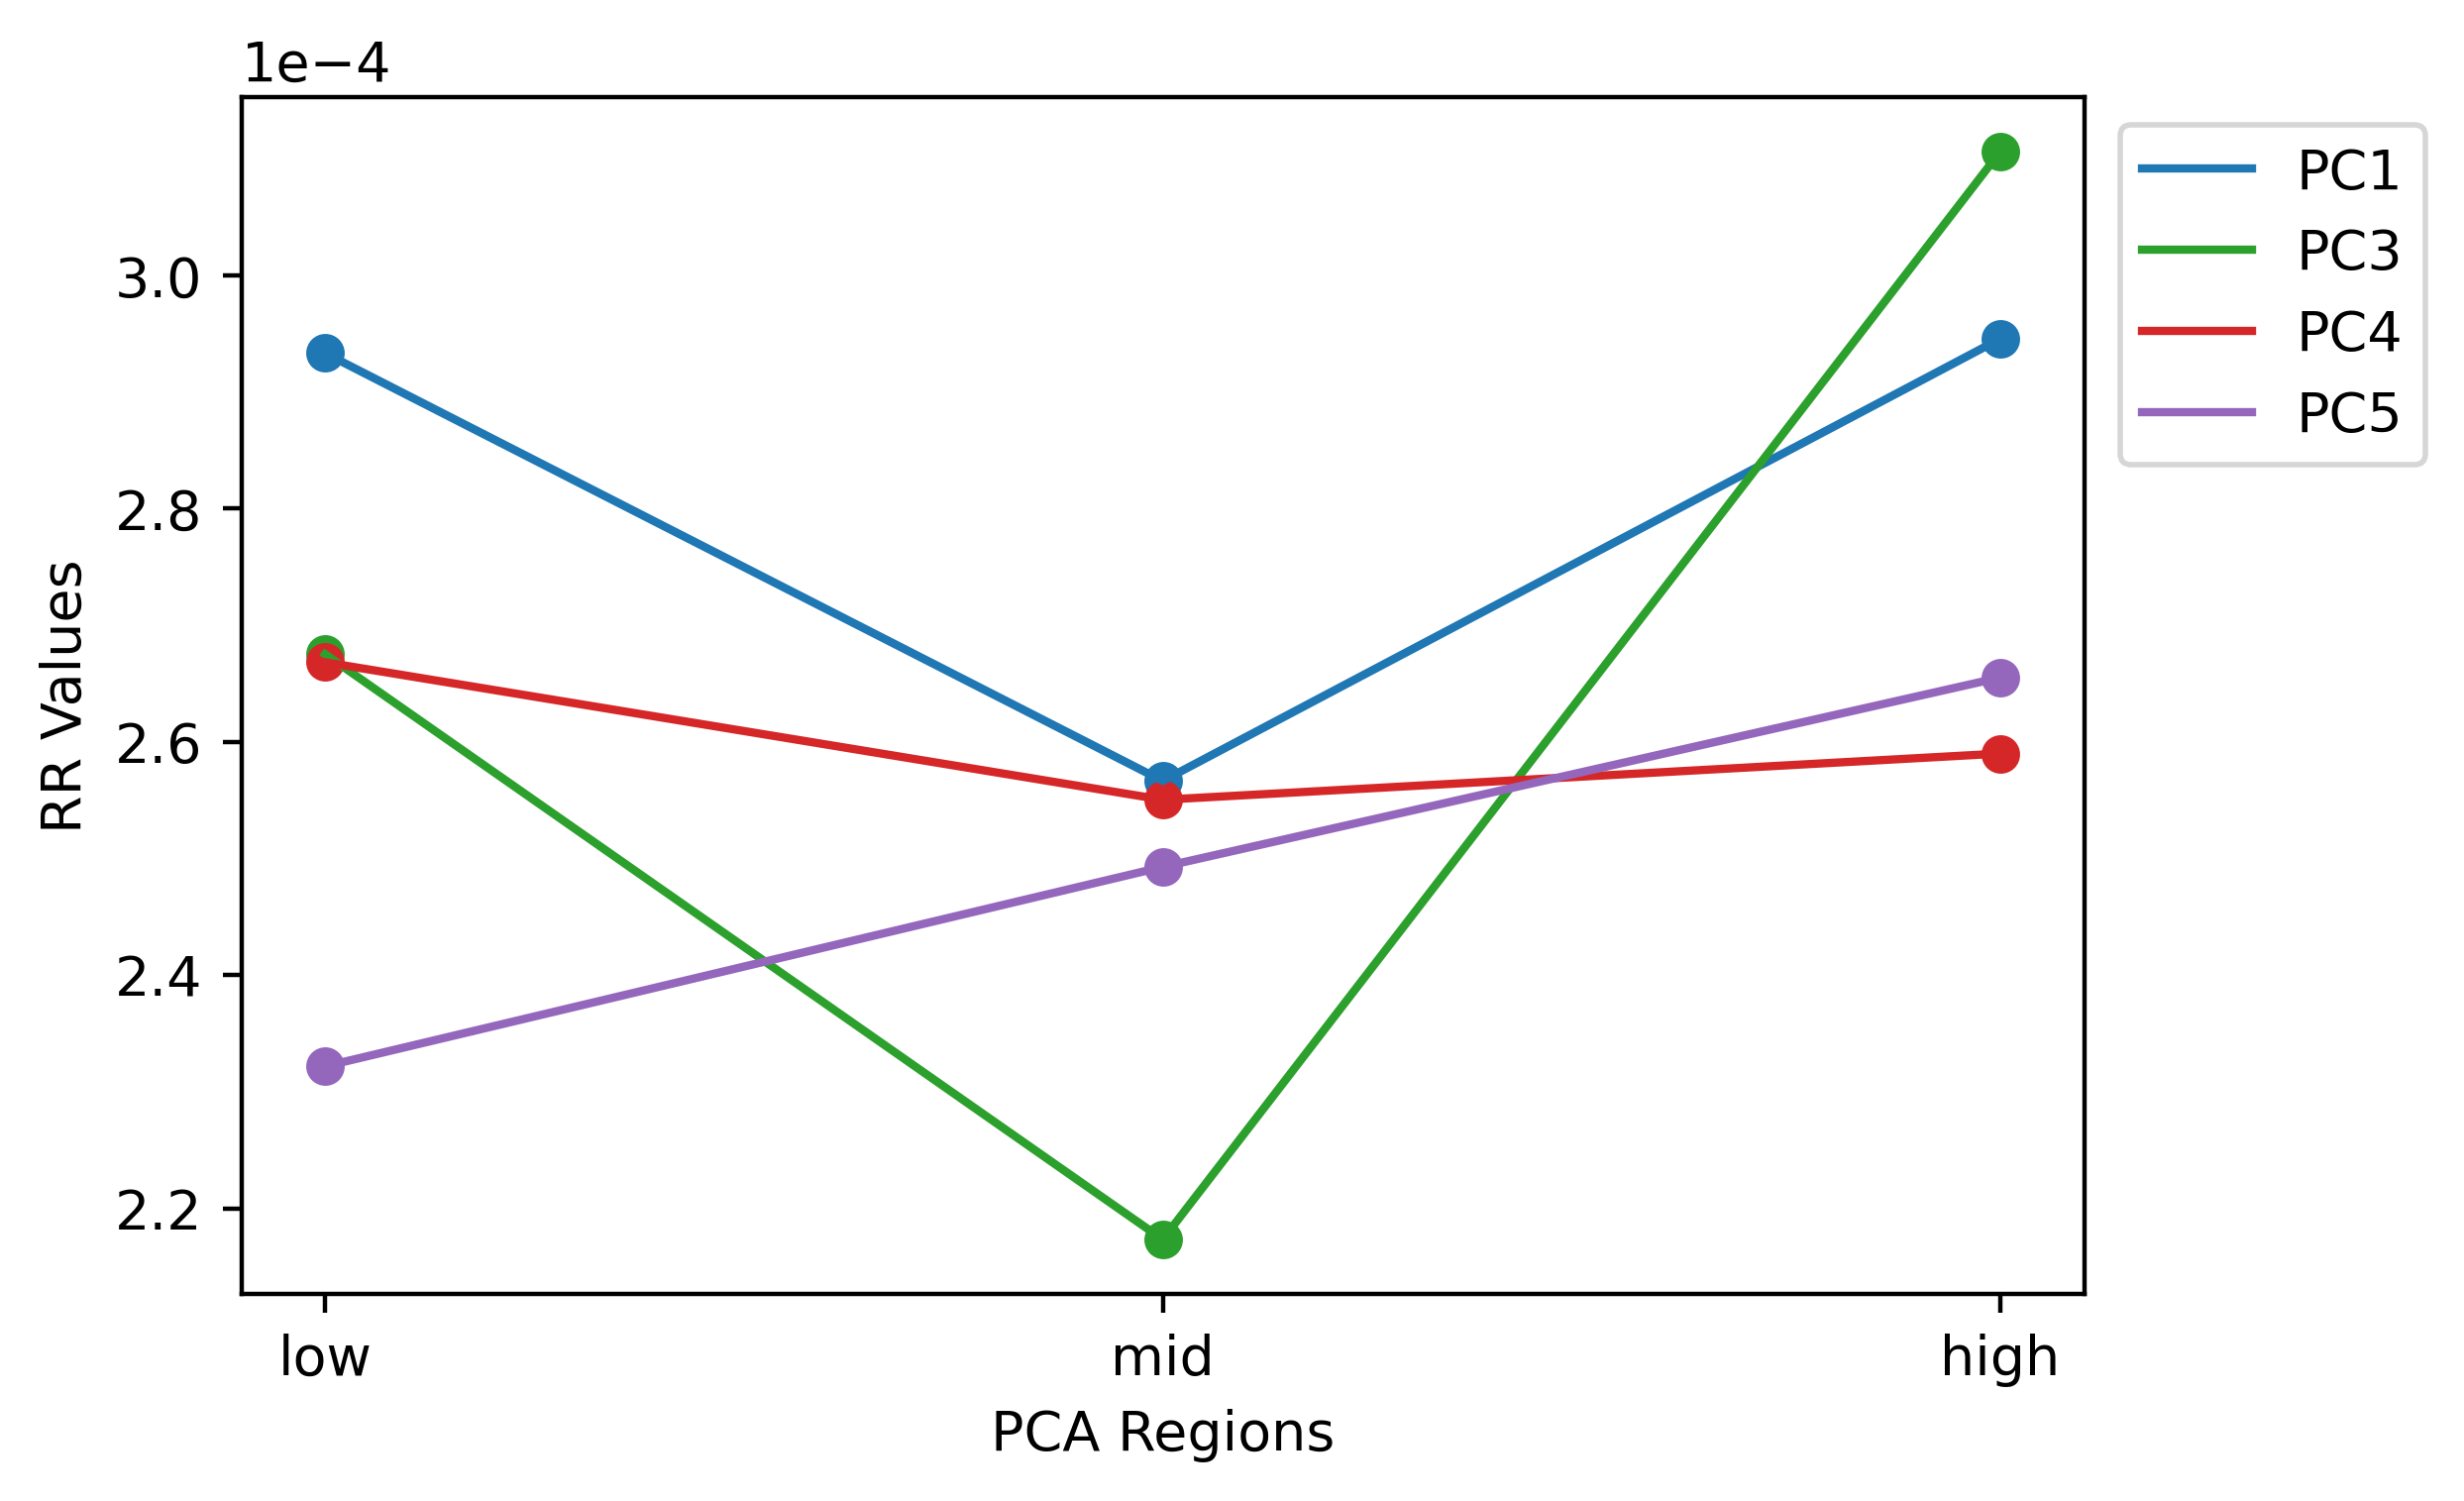 1e−4
3.0
2.8
2.6
2.4
2.2
RR Values
low mid high
PCA Regions
PC1
PC3
PC4
PC5